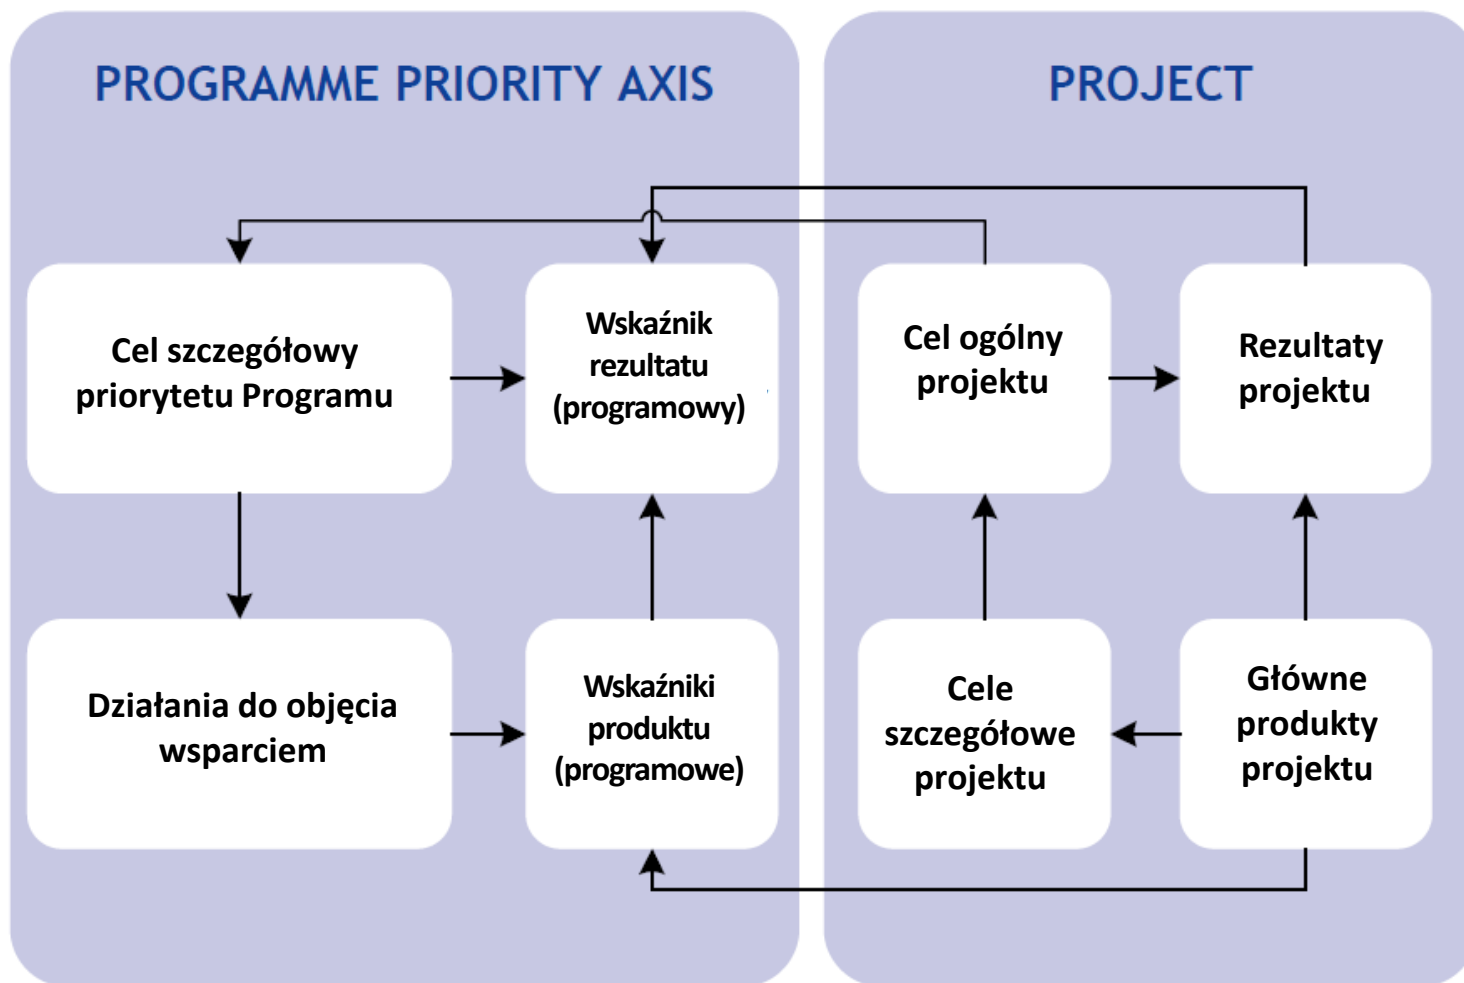 PROGRAMME PRIORITY AXIS
Cel szczegółowy
priorytetu Programu
Wskaźnik
rezultatu
(programowy)
Działania do objęcia
wsparciem
Wskaźniki
produktu
(programowe)
PROJECT
Cel ogólny
projektu
Rezultaty
projektu
Cele
szczegółowe
projektu
Główne
produkty
projektu